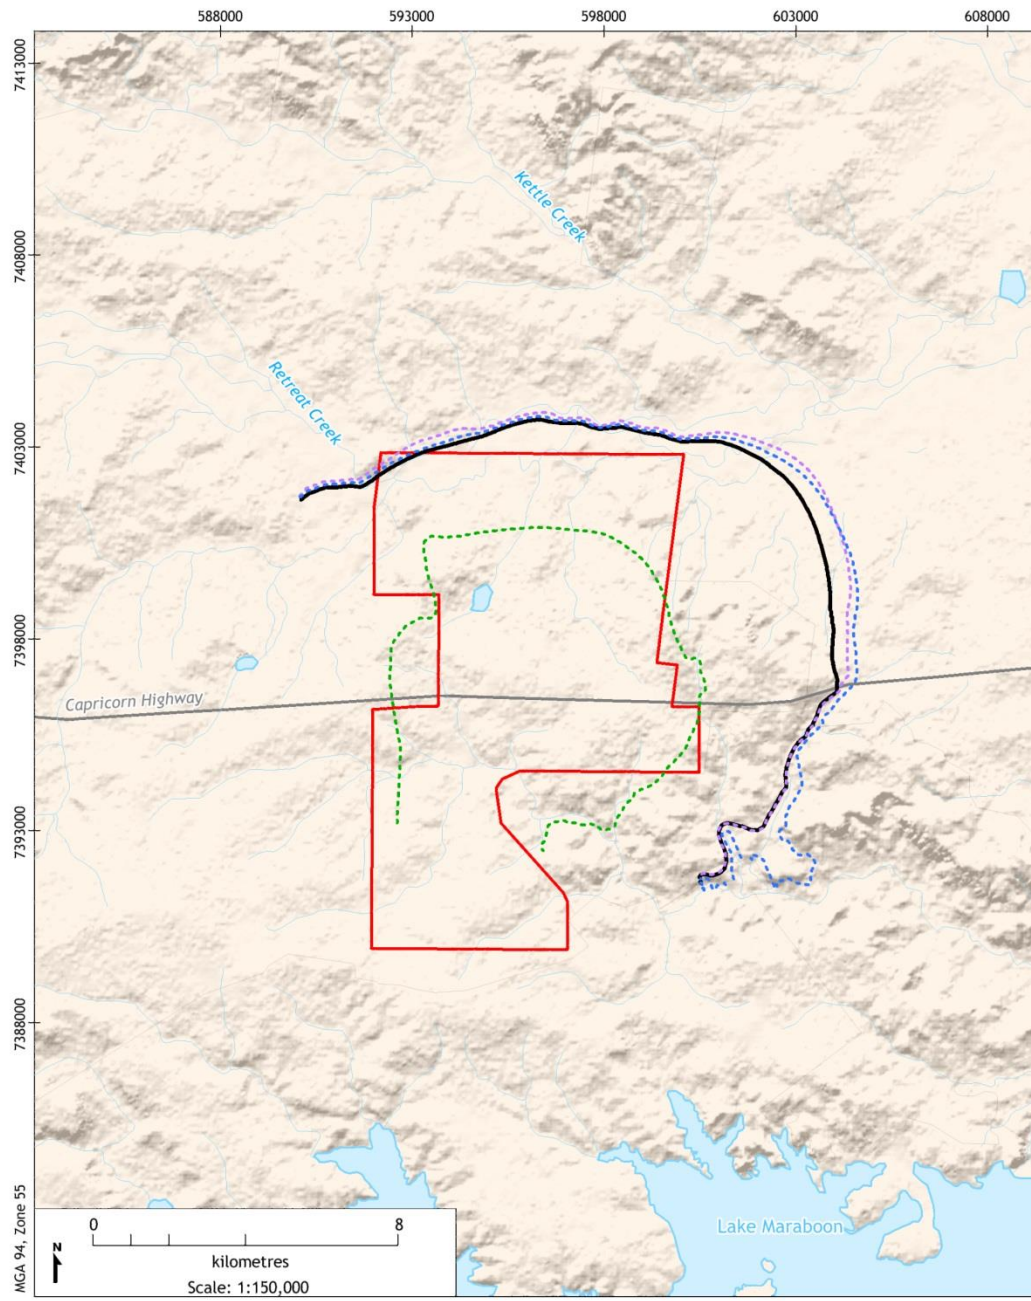 588000
593000
598000
603000
608000
7413000
7408000
7403000
7398000
7393000
7388000
Kettle Creek
Retreat Creek
Capricorn Highway
Lake Maraboon
MGA 94, Zone 55
0
8
N
kilometres
Scale: 1:150,000